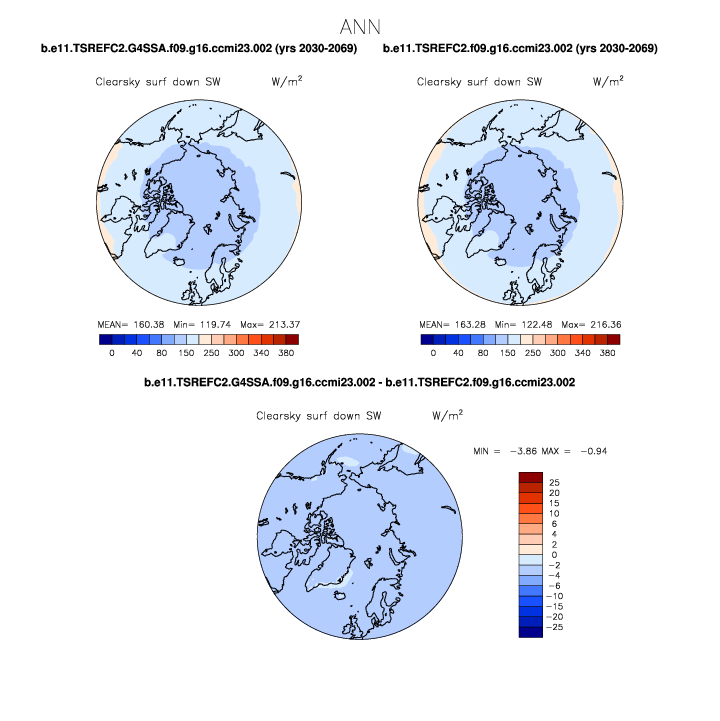 ANN
b.e11.TSREFC2.G4SSA.f09.g16.ccmi23.002 (yrs 2030-2069) b.e11.TSREFC2.f09.g16.ccmi23.002 (yrs 2030-2069)
Clearsky surf down SW W/m²
Clearsky surf down SW W/m²
MEAN= 160.38 Min= 119.74 Max= 213.37
MEAN= 163.28 Min= 122.48 Max= 216.36
0 40 80 150 250 300 340 380
0 40 80 150 250 300 340 380
b.e11.TSREFC2.G4SSA.f09.g16.ccmi23.002 - b.e11.TSREFC2.f09.g16.ccmi23.002
Clearsky surf down SW W/m²
MIN = -3.86 MAX = -0.94
25
20
15
10
6
4
2
0
-2
-4
-6
-10
-15
-20
-25